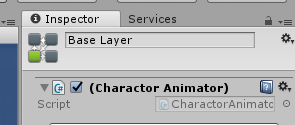 Inspector Services
Base Layer
(Charactor Animator)
Script CharactorAnimato